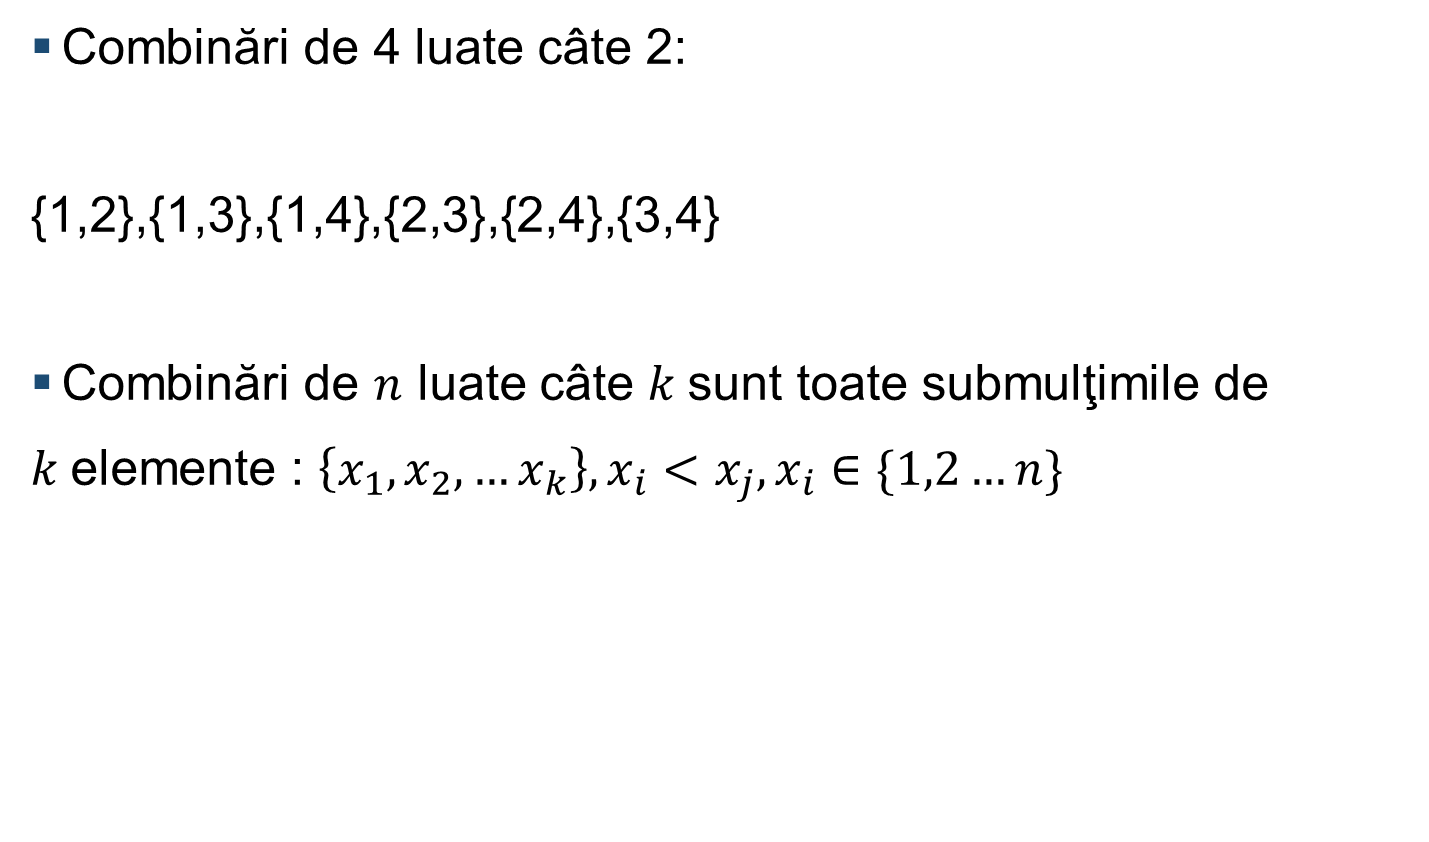 ▪ Combinări de 4 luate câte 2:
{1,2},{1,3},{1,4},{2,3},{2,4},{3,4}
▪ Combinări de 𝑛 luate câte 𝑘 sunt toate submulţimile de
𝑘 elemente : {𝑥₁, 𝑥₂, … 𝑥ₖ}, 𝑥ᵢ < 𝑥ⱼ, 𝑥ᵢ ∈ {1,2 … 𝑛}